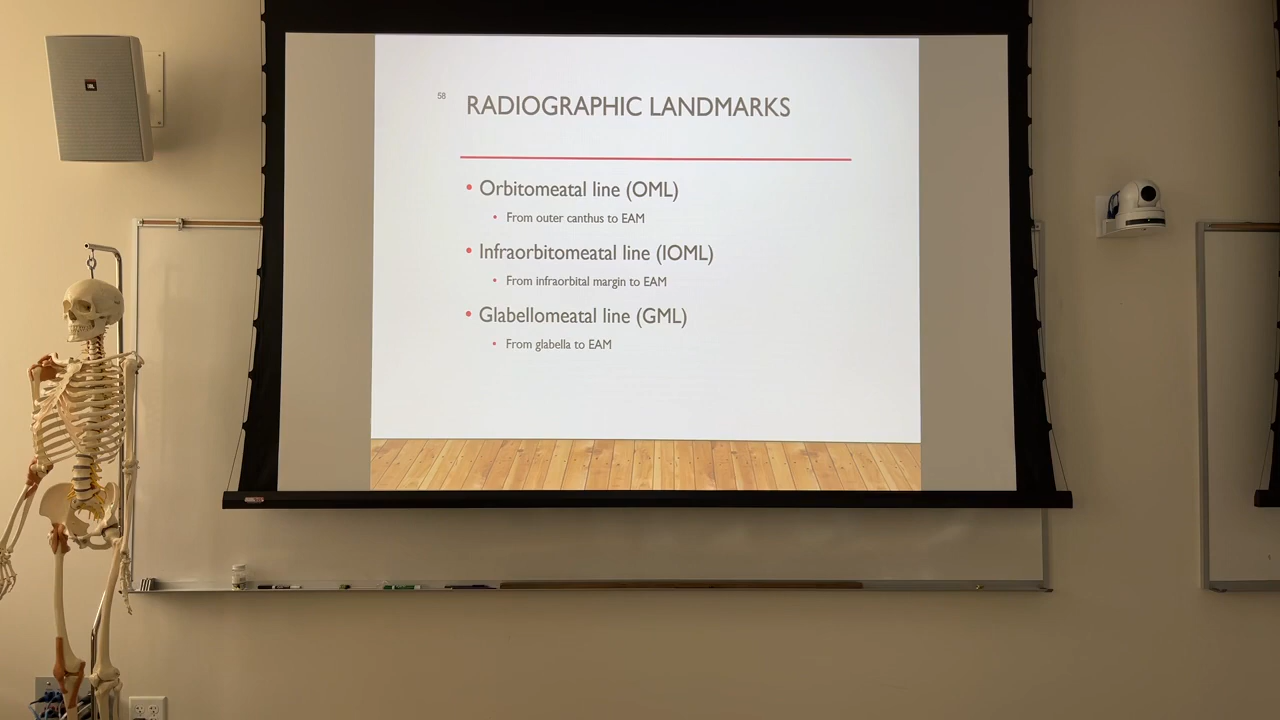 JBL
58
RADIOGRAPHIC LANDMARKS
• Orbitomeatal line (OML)
• From outer canthus to EAM
• Infraorbitomeatal line (IOML)
• From infraorbital margin to EAM
• Glabellomeatal line (GML)
• From glabella to EAM